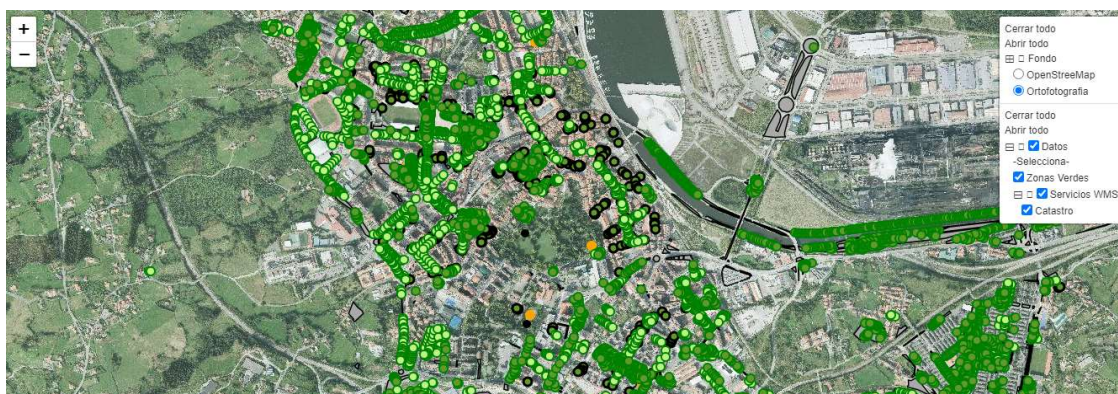 +
−
Cerrar todo
Abrir todo
Fondo
OpenStreeMap
Ortofotografia
Cerrar todo
Abrir todo
Datos
-Selecciona-
Zonas Verdes
Servicios WMS
Catastro